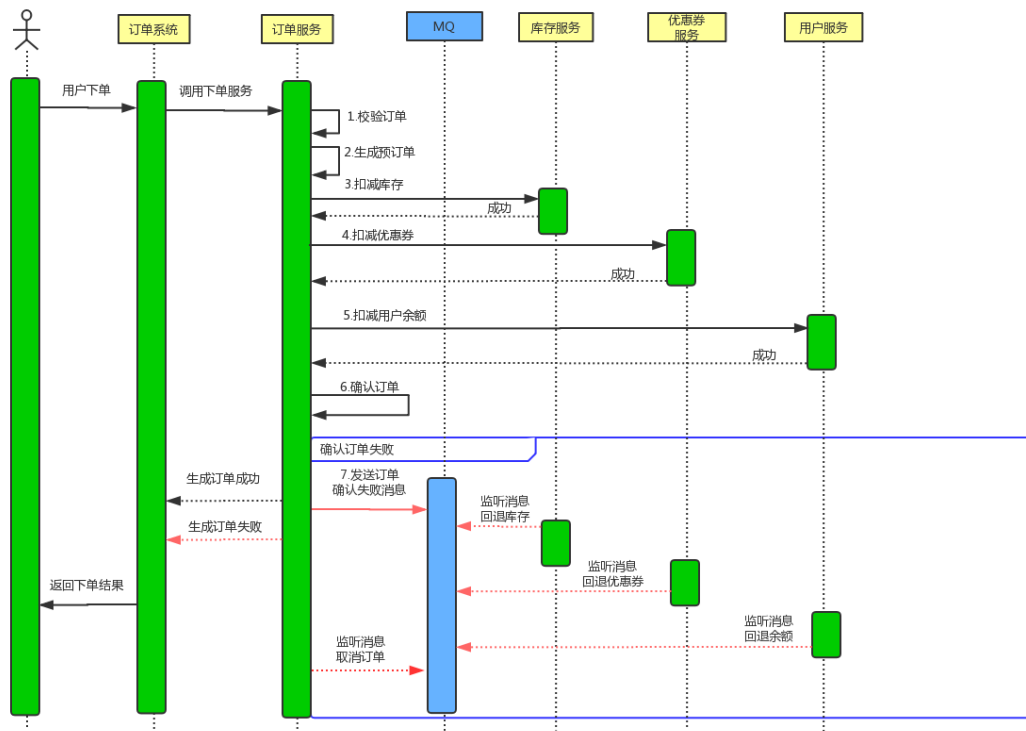 订单系统
订单服务
MQ
库存服务
优惠券
服务
用户服务
用户下单
调用下单服务
1.校验订单
2.生成预订单
3.扣减库存
成功
4.扣减优惠券
成功
5.扣减用户余额
成功
6.确认订单
确认订单失败
7.发送订单
确认失败消息
生成订单成功
监听消息
回退库存
生成订单失败
监听消息
回退优惠券
返回下单结果
监听消息
回退余额
监听消息
取消订单